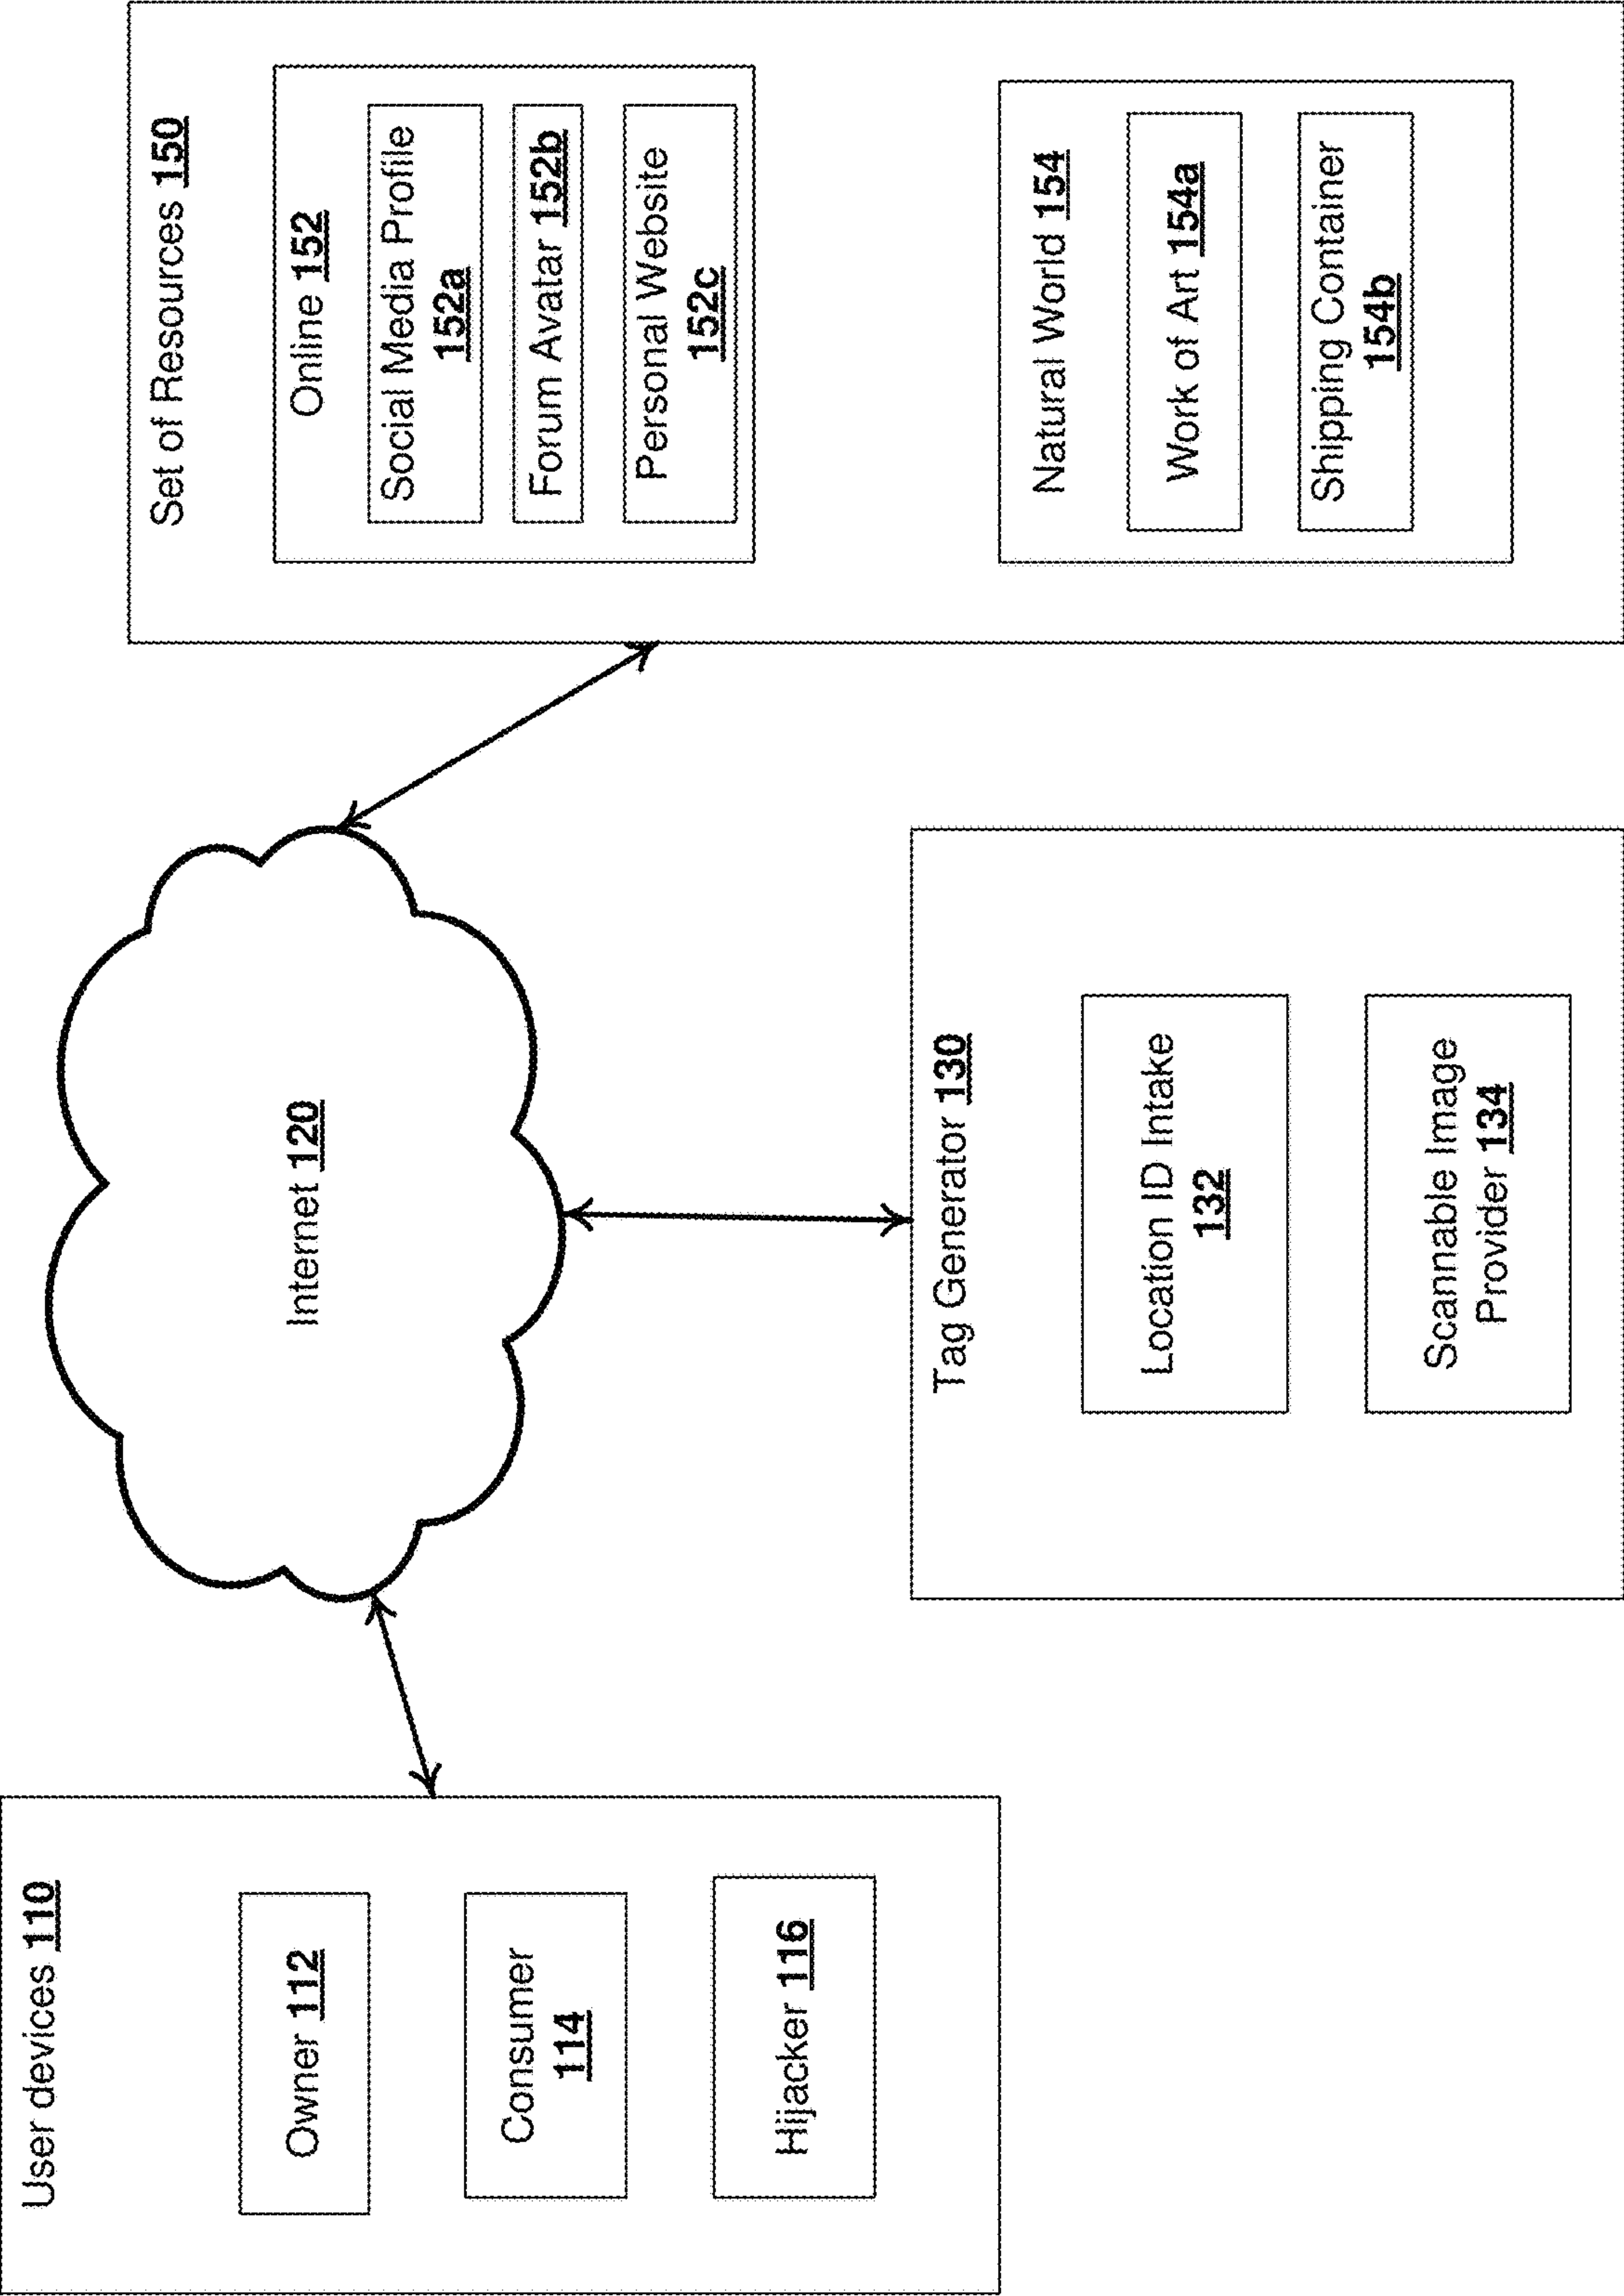 User devices 110
Owner 112
Consumer
114
Hijacker 116
Internet 120
Tag Generator 130
Location ID Intake
132
Scannable Image
Provider 134
Set of Resources 150
Online 152
Social Media Profile
152a
Forum Avatar 152b
Personal Website
152c
Natural World 154
Work of Art 154a
Shipping Container
154b